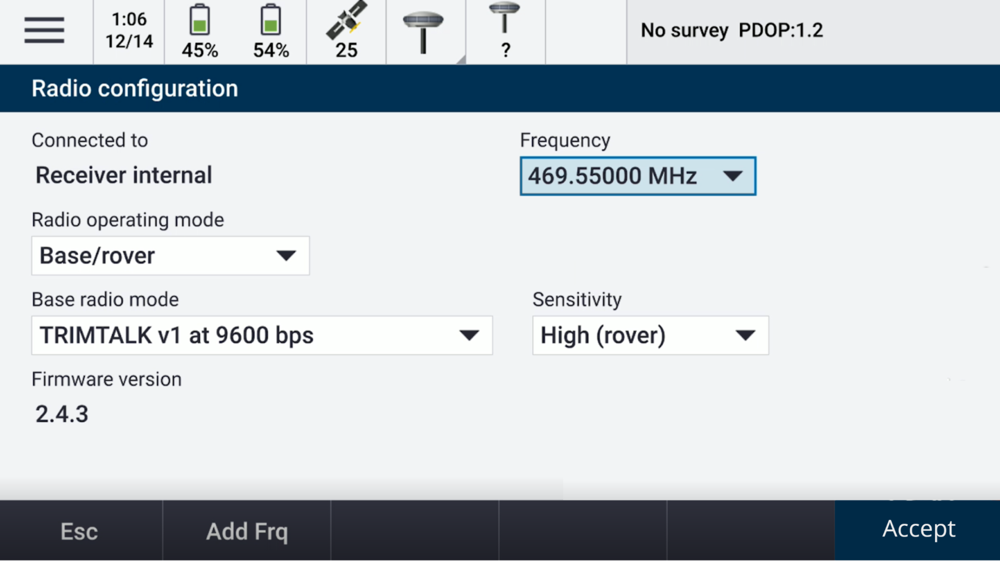 1:06
12/14
45%
54%
25
?
No survey PDOP:1.2
Radio configuration
Connected to
Receiver internal
Frequency
469.55000 MHz
Radio operating mode
Base/rover
Base radio mode
TRIMTALK v1 at 9600 bps
Sensitivity
High (rover)
Firmware version
2.4.3
Esc
Add Frq
Accept